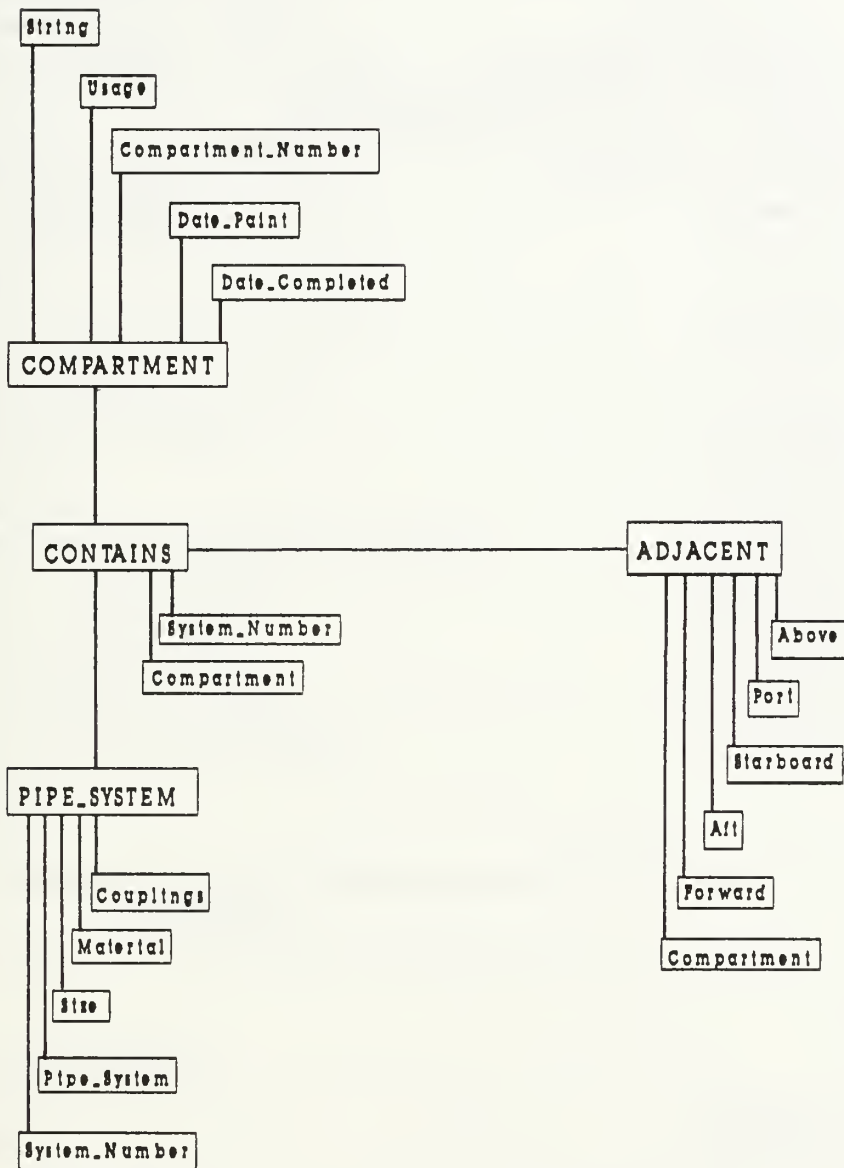 String
Usage
Compartment_Number
Date_Paint
Date_Completed
COMPARTMENT
CONTAINS
ADJACENT
System_Number
Above
Compartment
Port
Starboard
PIPE_SYSTEM
Aft
Couplings
Forward
Material
Compartment
Size
Pipe_System
System_Number